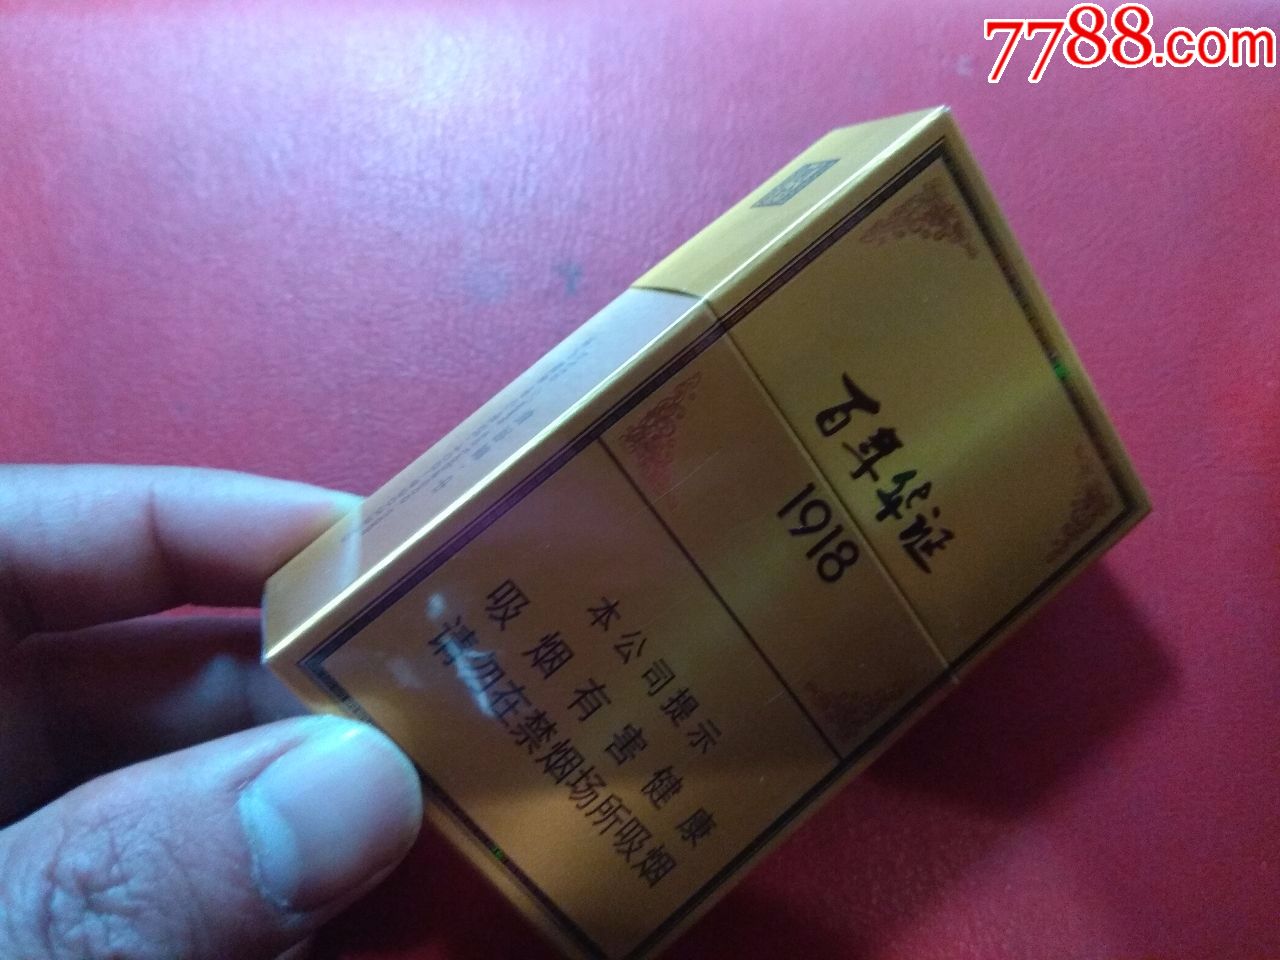 7788.com
百年华证
1918
本公司提示
吸烟有害健康
请勿在禁烟场所吸烟